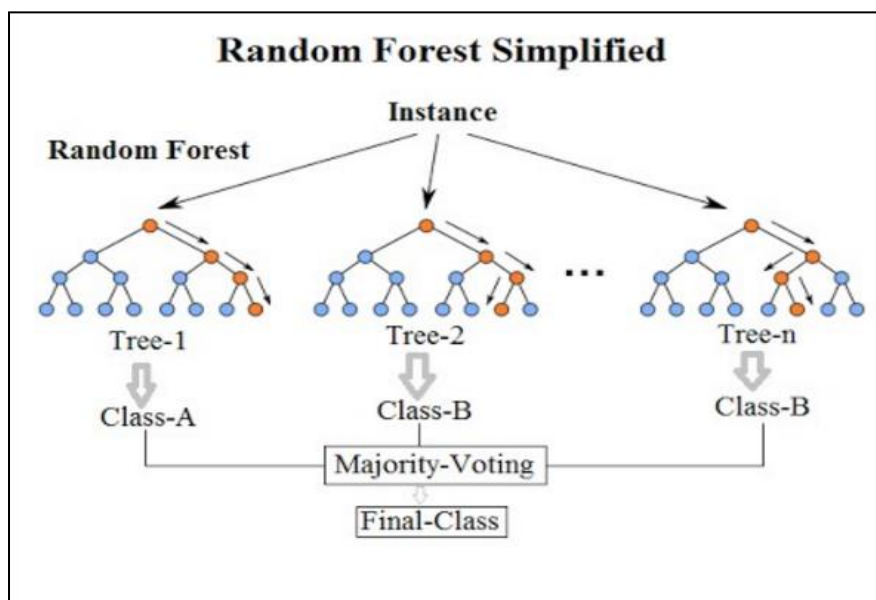 Random Forest Simplified
Instance
Random Forest
...
Tree-1
Tree-2
Tree-n
Class-A
Class-B
Class-B
Majority-Voting
Final-Class